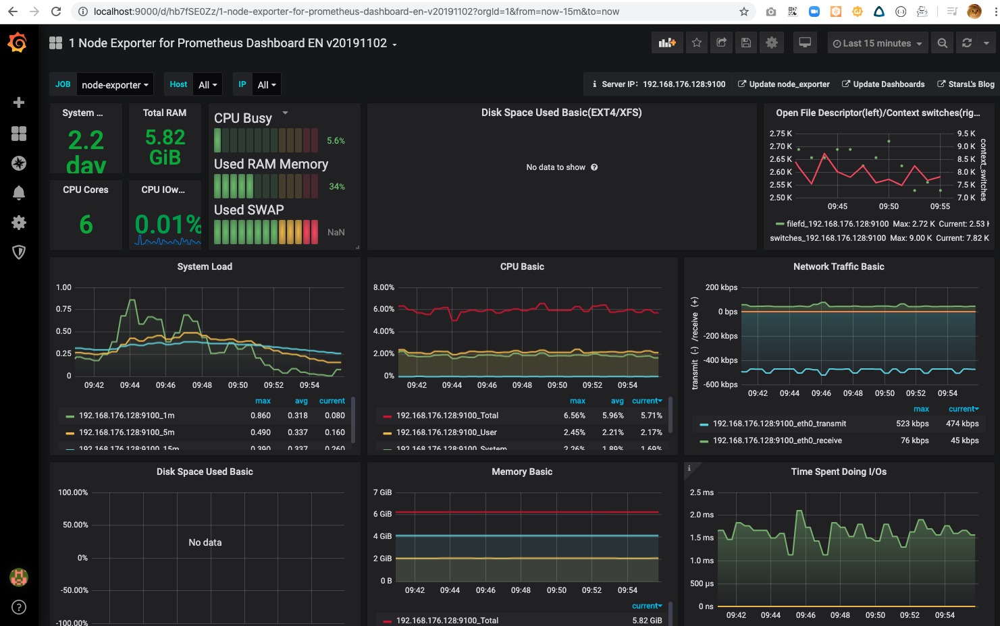 localhost:9000/d/hb7fSE0Zz/1-node-exporter-for-prometheus-dashboard-en-v20191102?orgId=1&from=now-15m&to=now
1 Node Exporter for Prometheus Dashboard EN v20191102
Last 15 minutes
JOB node-exporter Host All IP All
Server IP: 192.168.176.128:9100 Update node_exporter Update Dashboards StarsL's Blog
System ...
2.2
day
Total RAM
5.82
GiB
CPU Cores
6
CPU IOw...
0.01%
CPU Busy
5.6%
Used RAM Memory
34%
Used SWAP
NaN
Disk Space Used Basic(EXT4/XFS)
No data to show
Open File Descriptor(left)/Context switches(rig...
2.75 K
2.70 K
2.65 K
2.60 K
2.55 K
2.50 K
9.5 K
9.0 K
8.5 K
8.0 K
7.5 K
7.0 K
context_switches
09:45 09:50 09:55
filefd_192.168.176.128:9100 Max: 2.72 K Current: 2.53 K
switches_192.168.176.128:9100 Max: 9.00 K Current: 7.82 K
System Load
1.00
0.75
0.50
0.25
0
09:42 09:44 09:46 09:48 09:50 09:52 09:54
max avg current
192.168.176.128:9100_1m 0.860 0.318 0.080
192.168.176.128:9100_5m 0.490 0.337 0.160
192.168.176.128:9100_15m 0.390 0.337 0.260
CPU Basic
8.00%
6.00%
4.00%
2.00%
0%
09:42 09:44 09:46 09:48 09:50 09:52 09:54
max avg current
192.168.176.128:9100_Total 6.56% 5.96% 5.71%
192.168.176.128:9100_User 2.45% 2.21% 2.17%
192.168.176.128:9100_System 2.26% 1.89% 1.69%
Network Traffic Basic
transmit (-) /receive (+)
200 kbps
0 bps
-200 kbps
-400 kbps
-600 kbps
09:42 09:44 09:46 09:48 09:50 09:52 09:54
max current
192.168.176.128:9100_eth0_transmit 523 kbps 474 kbps
192.168.176.128:9100_eth0_receive 76 kbps 45 kbps
Disk Space Used Basic
100.00%
50.00%
0%
-50.00%
-100.00%
No data
Memory Basic
7 GiB
6 GiB
4 GiB
2 GiB
0 B
09:42 09:44 09:46 09:48 09:50 09:52 09:54
current
192.168.176.128:9100_Total 5.82 GiB
Time Spent Doing I/Os
2.5 ms
2.0 ms
1.5 ms
1.0 ms
500 µs
0 ns
09:42 09:44 09:46 09:48 09:50 09:52 09:54